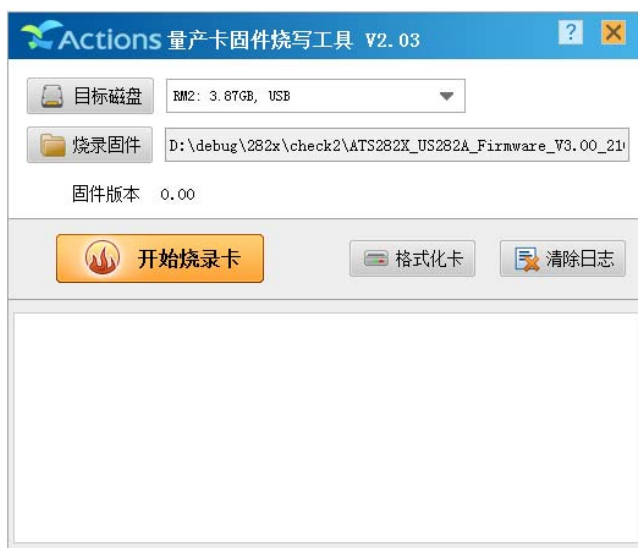 Actions 量产卡固件烧写工具 V2.03
?
目标磁盘 RM2: 3.87GB, USB
烧录固件 D:\debug\282x\check2\ATS282X_US282A_Firmware_V3.00_21
固件版本 0.00
开始烧录卡 格式化卡 清除日志